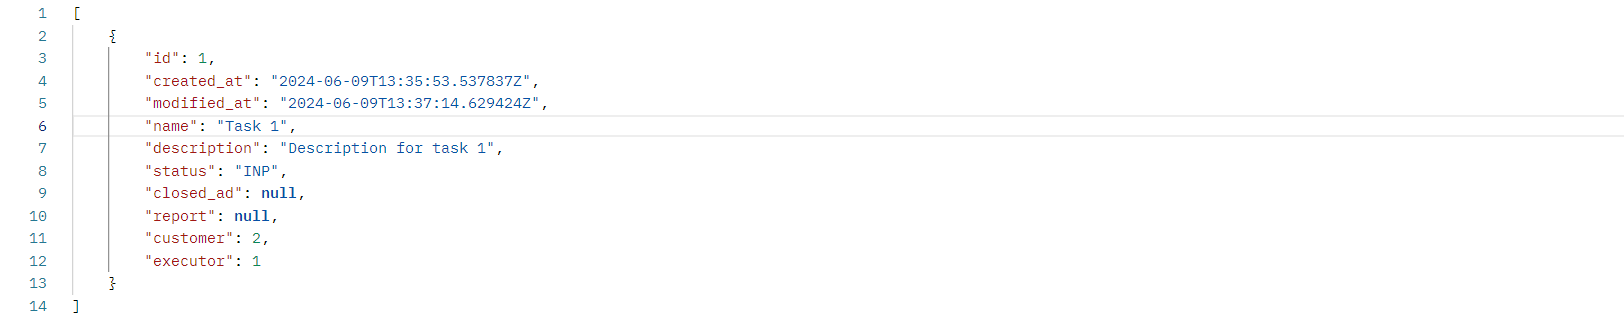 1 [
2 {
3 "id": 1,
4 "created_at": "2024-06-09T13:35:53.537837Z",
5 "modified_at": "2024-06-09T13:37:14.629424Z",
6 "name": "Task 1",
7 "description": "Description for task 1",
8 "status": "INP",
9 "closed_ad": null,
10 "report": null,
11 "customer": 2,
12 "executor": 1
13 }
14 ]